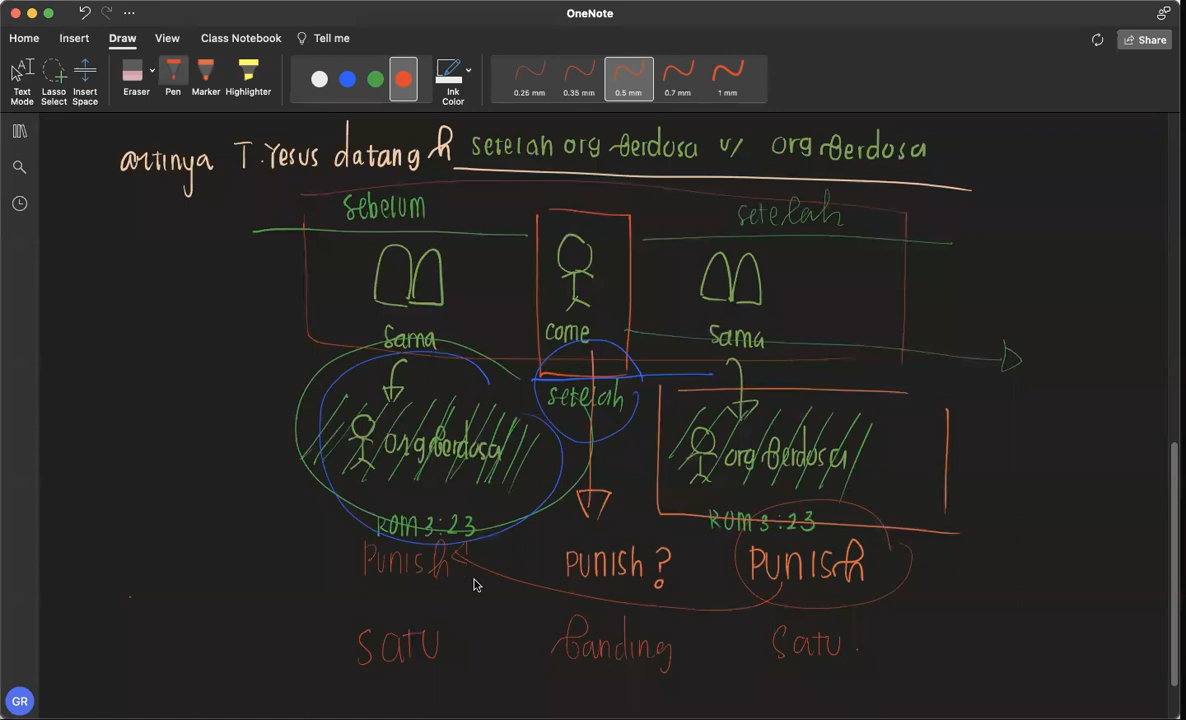 OneNote
Home Insert Draw View Class Notebook Tell me
Share
Text Mode
Lasso Select
Insert Space
Eraser
Pen
Marker
Highlighter
Ink Color
0.25 mm
0.35 mm
0.5 mm
0.7 mm
1 mm
artinya T.Yesus datang setelah org berdosa u/ org berdosa
sebelum setelah
sama come sama
setelah
org berdosa org berdosa
ROM 3:23 ROM 3:23
PUNISH PUNISH? PUNISH
SATU banding SATU.
GR